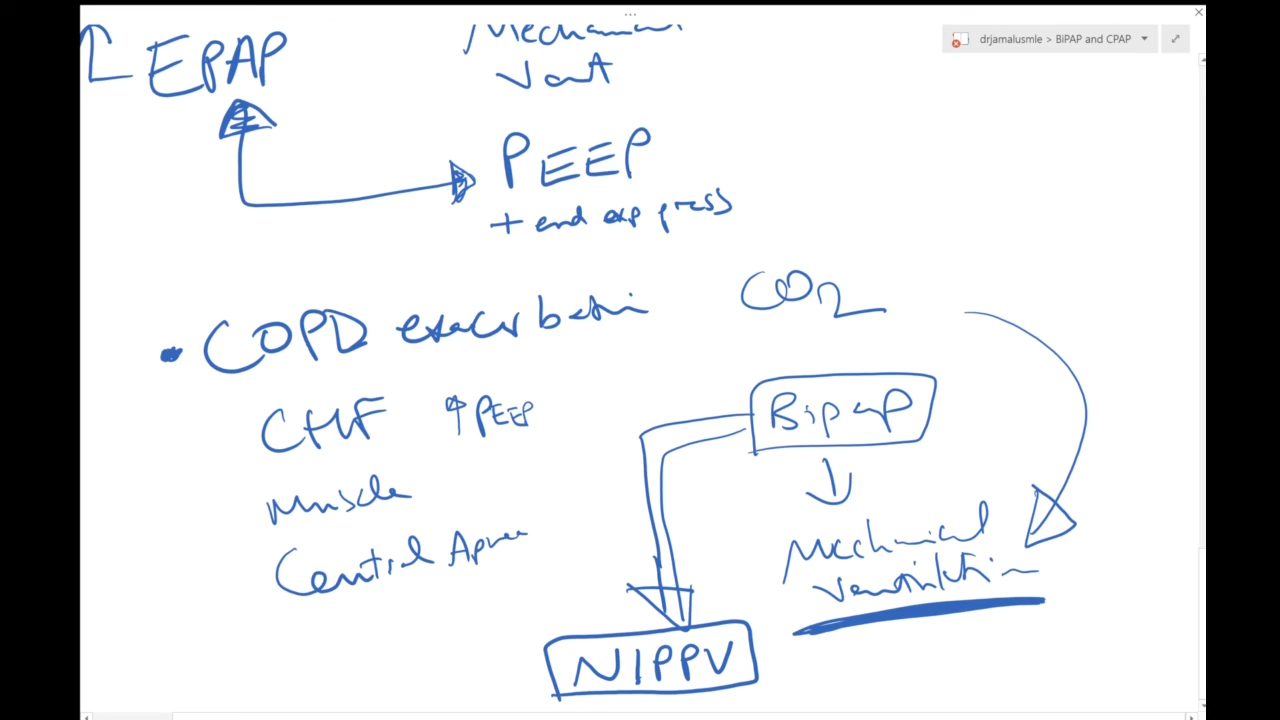 drjamalusmle > BiPAP and CPAP
↑ EPAP
Mechanical
Vent
PEEP
+ end exp press
CO2
• COPD exacerbation
CHF ↑ PEEP
BipaP
Muscle
Mechanical
Ventilation
Central Apnea
NIPPV